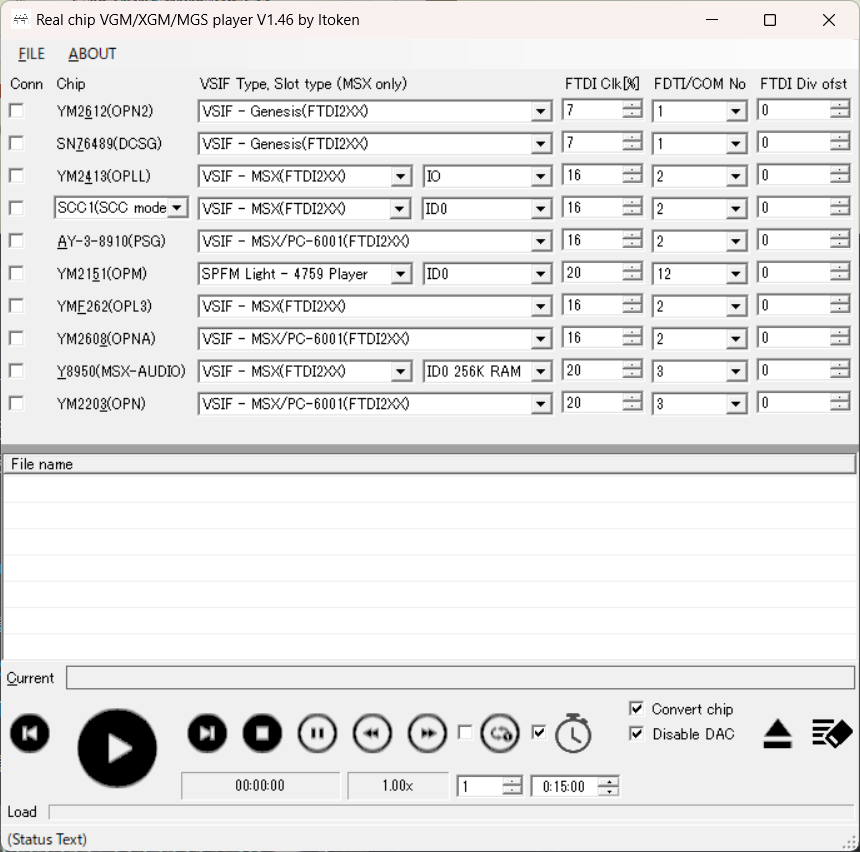 Real chip VGM/XGM/MGS player V1.46 by Itoken
FILE ABOUT
Conn Chip VSIF Type, Slot type (MSX only) FTDI Clk[%] FDTI/COM No FTDI Div ofst
YM2612(OPN2) VSIF - Genesis(FTDI2XX) 7 1 0
SN76489(DCSG) VSIF - Genesis(FTDI2XX) 7 1 0
YM2413(OPLL) VSIF - MSX(FTDI2XX) IO 16 2 0
SCC1(SCC mode VSIF - MSX(FTDI2XX) ID0 16 2 0
AY-3-8910(PSG) VSIF - MSX/PC-6001(FTDI2XX) 16 2 0
YM2151(OPM) SPFM Light - 4759 Player ID0 20 12 0
YMF262(OPL3) VSIF - MSX(FTDI2XX) 16 2 0
YM2608(OPNA) VSIF - MSX/PC-6001(FTDI2XX) 16 2 0
Y8950(MSX-AUDIO) VSIF - MSX(FTDI2XX) ID0 256K RAM 20 3 0
YM2203(OPN) VSIF - MSX/PC-6001(FTDI2XX) 20 3 0
File name
Current
Convert chip
Disable DAC
00:00:00 1.00x 1 0:15:00
Load
(Status Text)